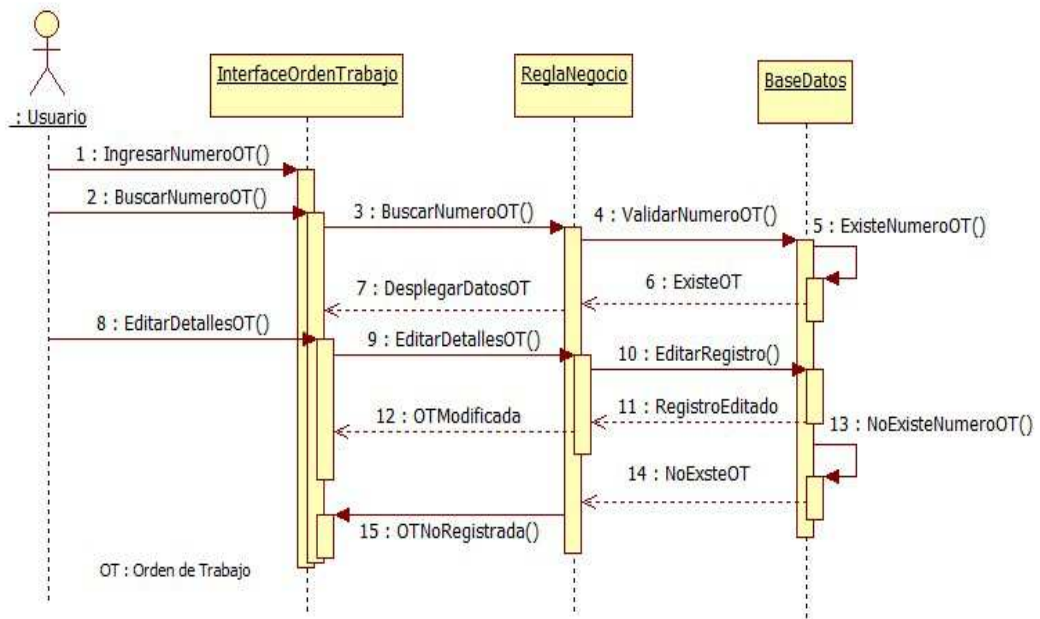 InterfaceOrdenTrabajo
ReglaNegocio
BaseDatos
: Usuario
1 : IngresarNumeroOT()
2 : BuscarNumeroOT()
3 : BuscarNumeroOT()
4 : ValidarNumeroOT()
5 : ExisteNumeroOT()
6 : ExisteOT
7 : DesplegarDatosOT
8 : EditarDetallesOT()
9 : EditarDetallesOT()
10 : EditarRegistro()
11 : RegistroEditado
12 : OTModificada
13 : NoExisteNumeroOT()
14 : NoExsteOT
15 : OTNoRegistrada()
OT : Orden de Trabajo